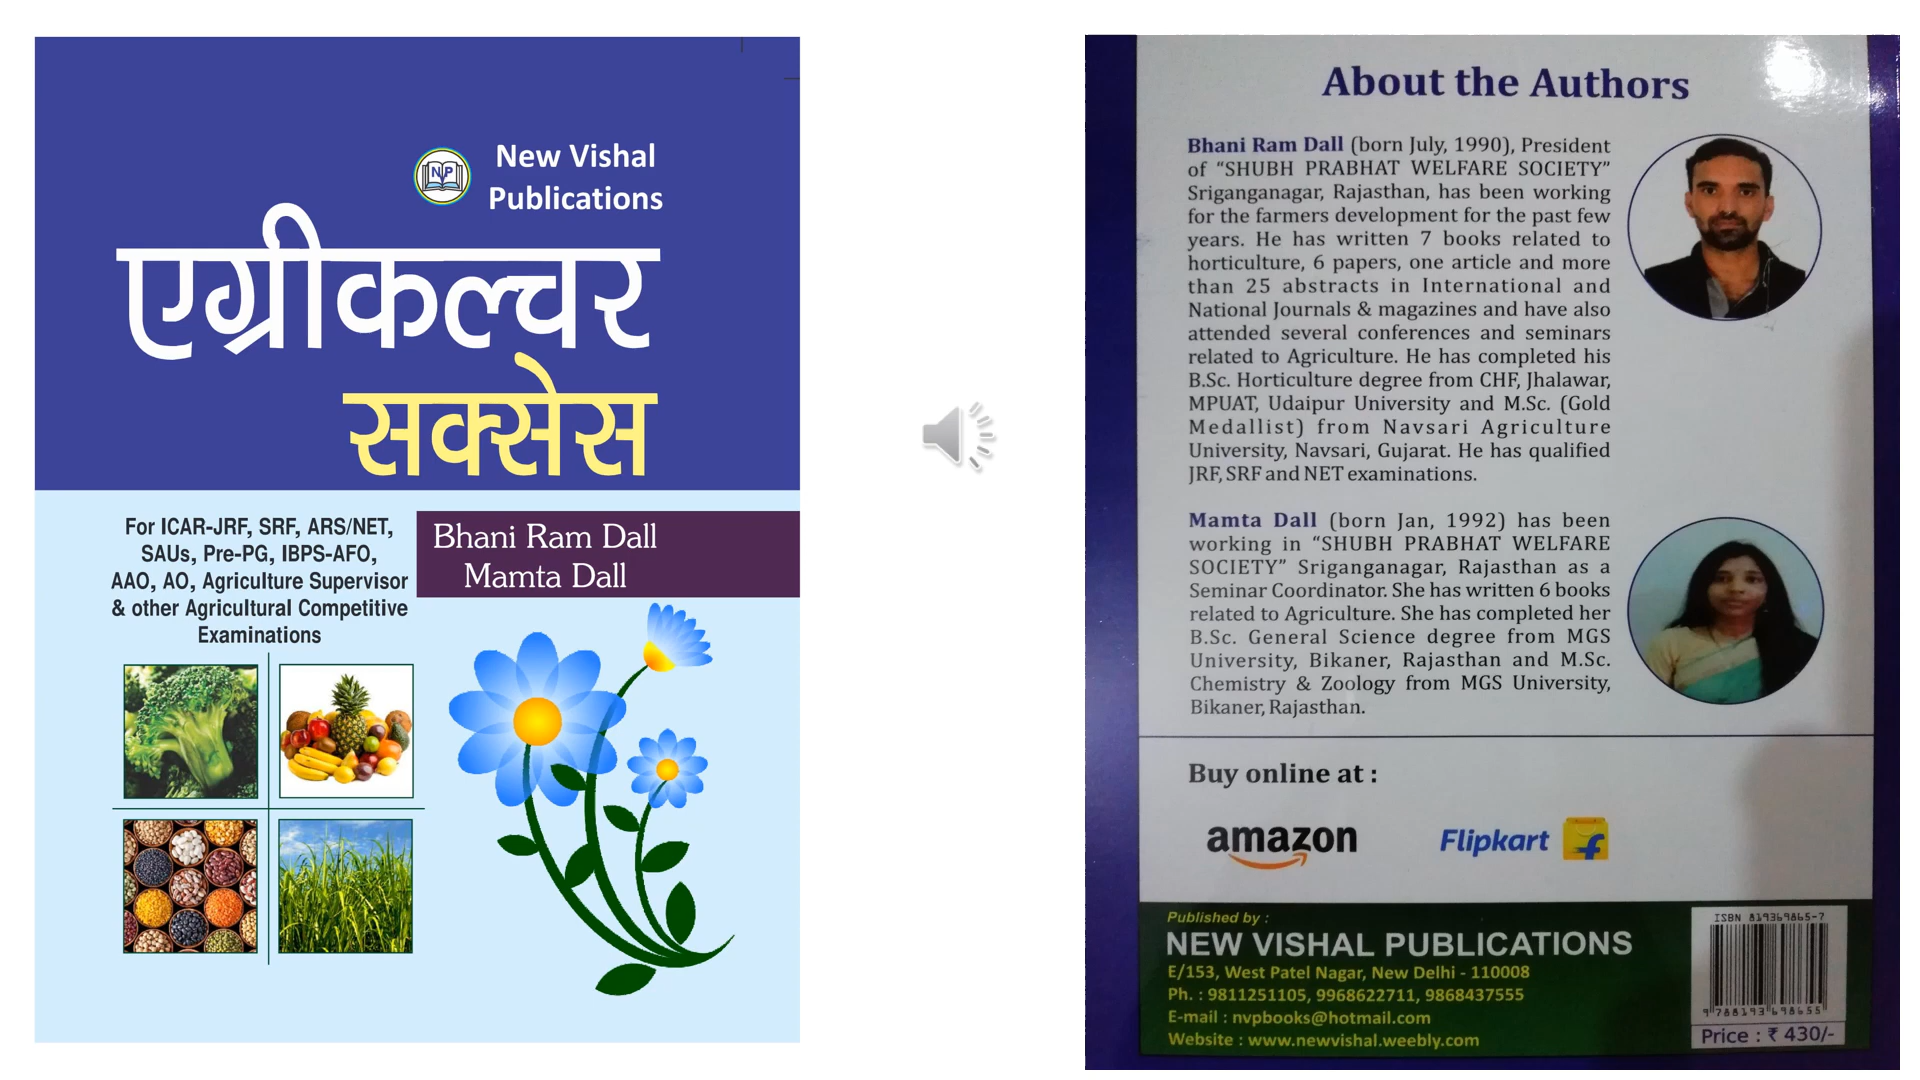 New Vishal
Publications
NVP
एग्रीकल्चर
सक्सेस
For ICAR-JRF, SRF, ARS/NET,
SAUs, Pre-PG, IBPS-AFO,
AAO, AO, Agriculture Supervisor
& other Agricultural Competitive
Examinations
Bhani Ram Dall
Mamta Dall
About the Authors
Bhani Ram Dall (born July, 1990), President
of “SHUBH PRABHAT WELFARE SOCIETY”
Sriganganagar, Rajasthan, has been working
for the farmers development for the past few
years. He has written 7 books related to
horticulture, 6 papers, one article and more
than 25 abstracts in International and
National Journals & magazines and have also
attended several conferences and seminars
related to Agriculture. He has completed his
B.Sc. Horticulture degree from CHF, Jhalawar,
MPUAT, Udaipur University and M.Sc. (Gold
Medallist) from Navsari Agriculture
University, Navsari, Gujarat. He has qualified
JRF, SRF and NET examinations.
Mamta Dall (born Jan, 1992) has been
working in “SHUBH PRABHAT WELFARE
SOCIETY” Sriganganagar, Rajasthan as a
Seminar Coordinator. She has written 6 books
related to Agriculture. She has completed her
B.Sc. General Science degree from MGS
University, Bikaner, Rajasthan and M.Sc.
Chemistry & Zoology from MGS University,
Bikaner, Rajasthan.
Buy online at :
amazon
Flipkart
Published by :
NEW VISHAL PUBLICATIONS
E/153, West Patel Nagar, New Delhi - 110008
Ph. : 9811251105, 9968622711, 9868437555
E-mail : nvpbooks@hotmail.com
Website : www.newvishal.weebly.com
ISBN 819369865-7
9 788193 698655
Price : ₹ 430/-